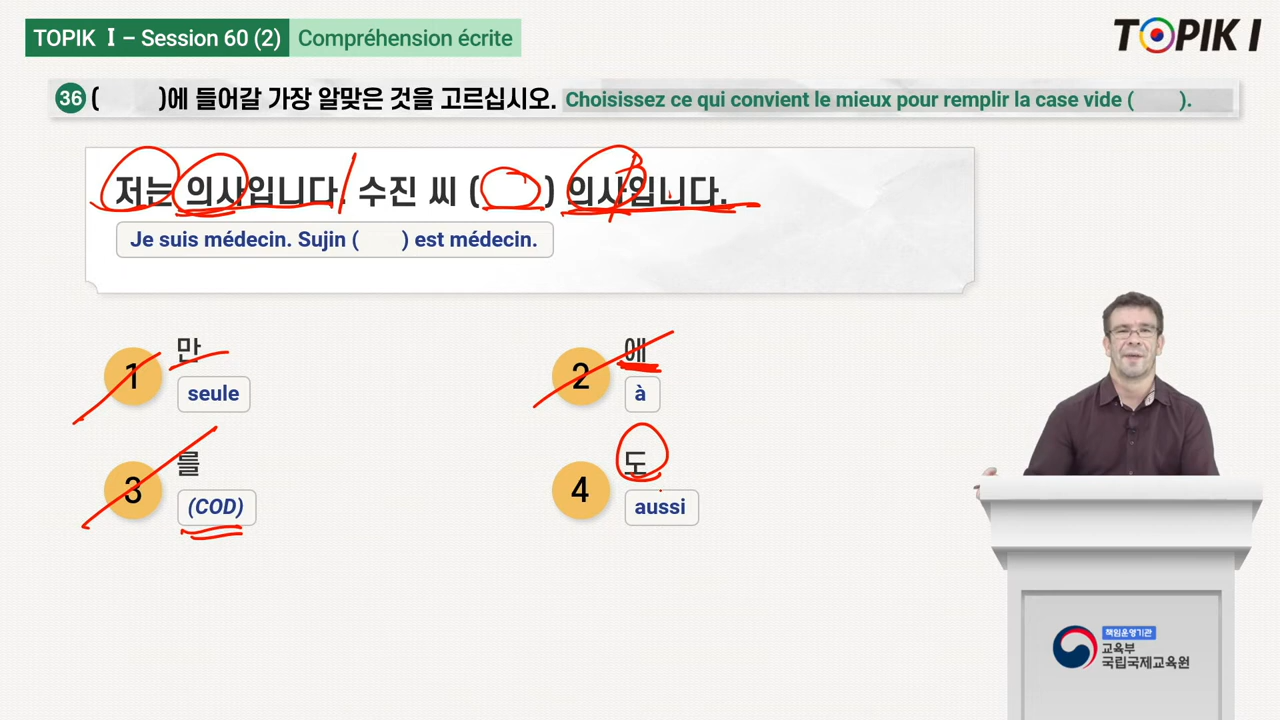 TOPIK I – Session 60 (2) Compréhension écrite
TOPIK I
36 ( )에 들어갈 가장 알맞은 것을 고르십시오. Choisissez ce qui convient le mieux pour remplir la case vide ( ).
저는 의사입니다. 수진 씨 ( ) 의사입니다.
Je suis médecin. Sujin ( ) est médecin.
1 만
seule
2 에
à
3 를
(COD)
4 도
aussi
책임운영기관
교육부
국립국제교육원